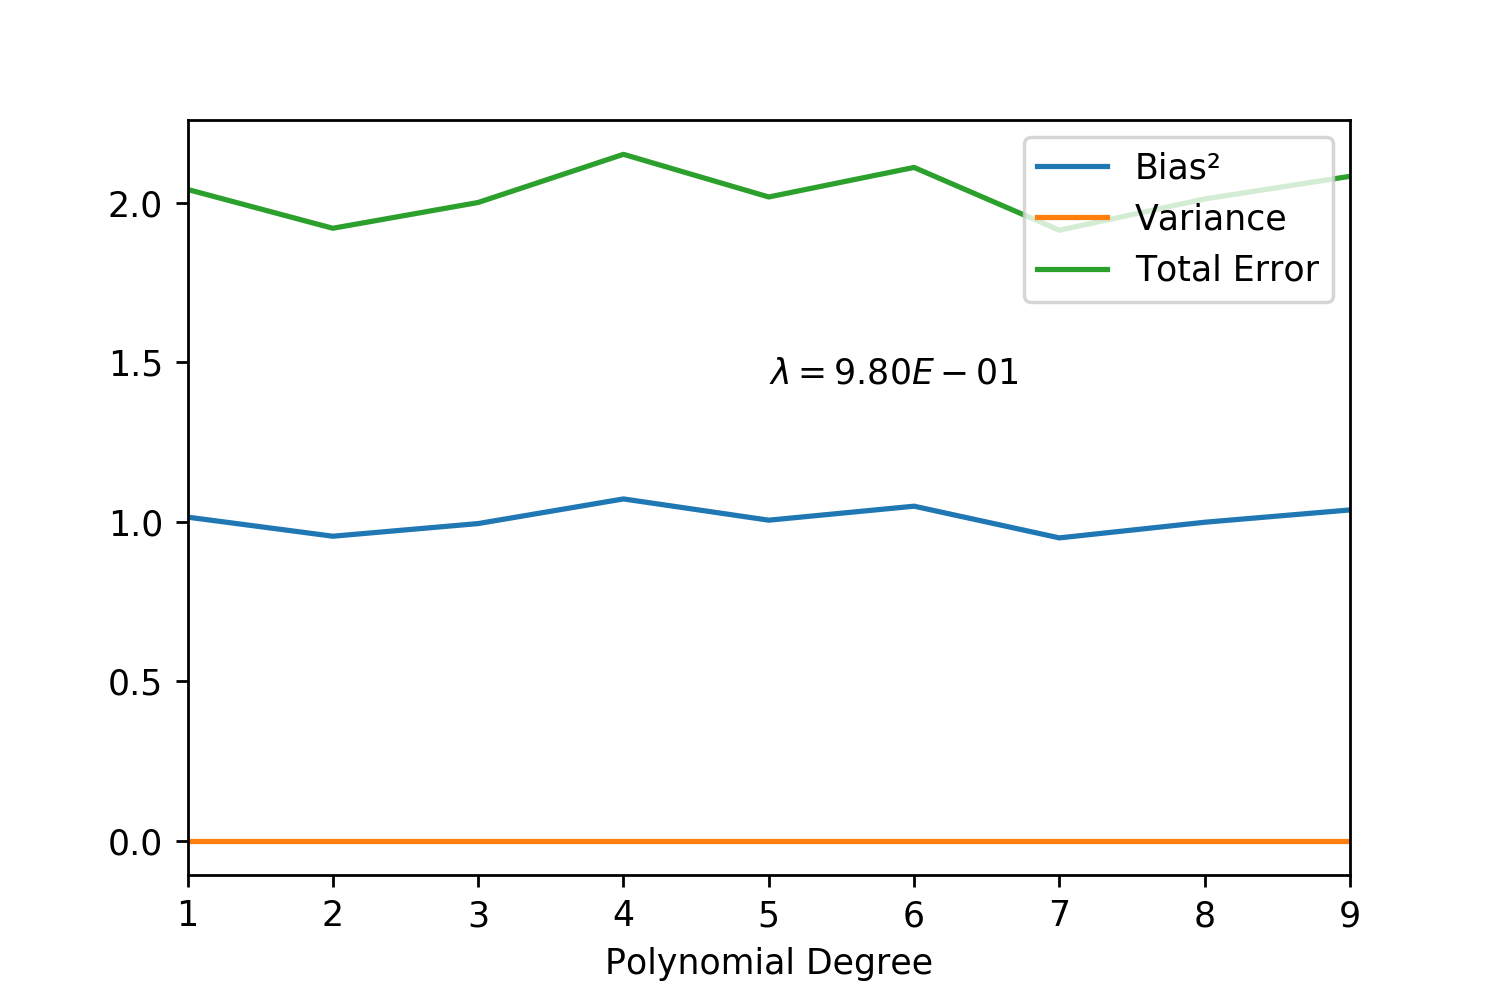 Bias²
Variance
Total Error
2.0
1.5
1.0
0.5
0.0
λ = 9.80E − 01
1 2 3 4 5 6 7 8 9
Polynomial Degree